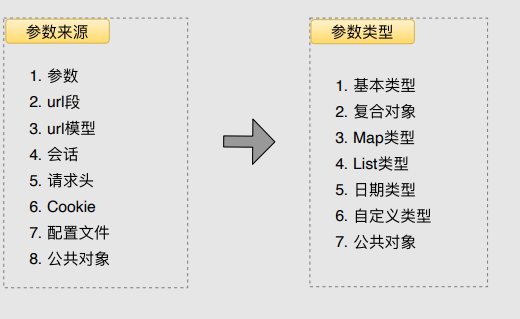 参数来源
1. 参数
2. url段
3. url模型
4. 会话
5. 请求头
6. Cookie
7. 配置文件
8. 公共对象
参数类型
1. 基本类型
2. 复合对象
3. Map类型
4. List类型
5. 日期类型
6. 自定义类型
7. 公共对象